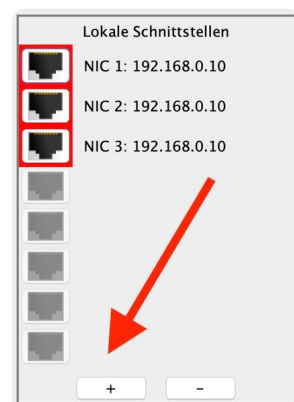 Lokale Schnittstellen
NIC 1: 192.168.0.10
NIC 2: 192.168.0.10
NIC 3: 192.168.0.10
+ -